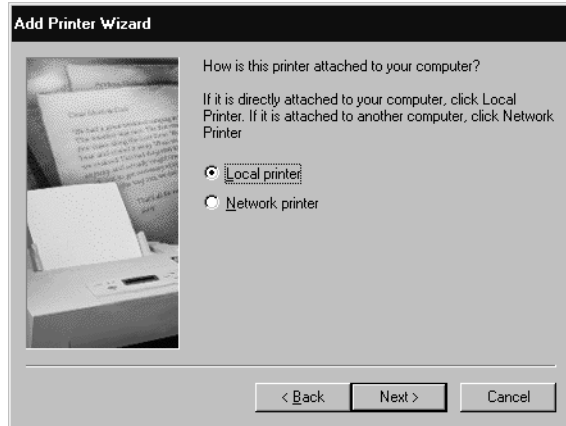 Add Printer Wizard
How is this printer attached to your computer?
If it is directly attached to your computer, click Local
Printer. If it is attached to another computer, click Network
Printer
Local printer
Network printer
< Back
Next >
Cancel